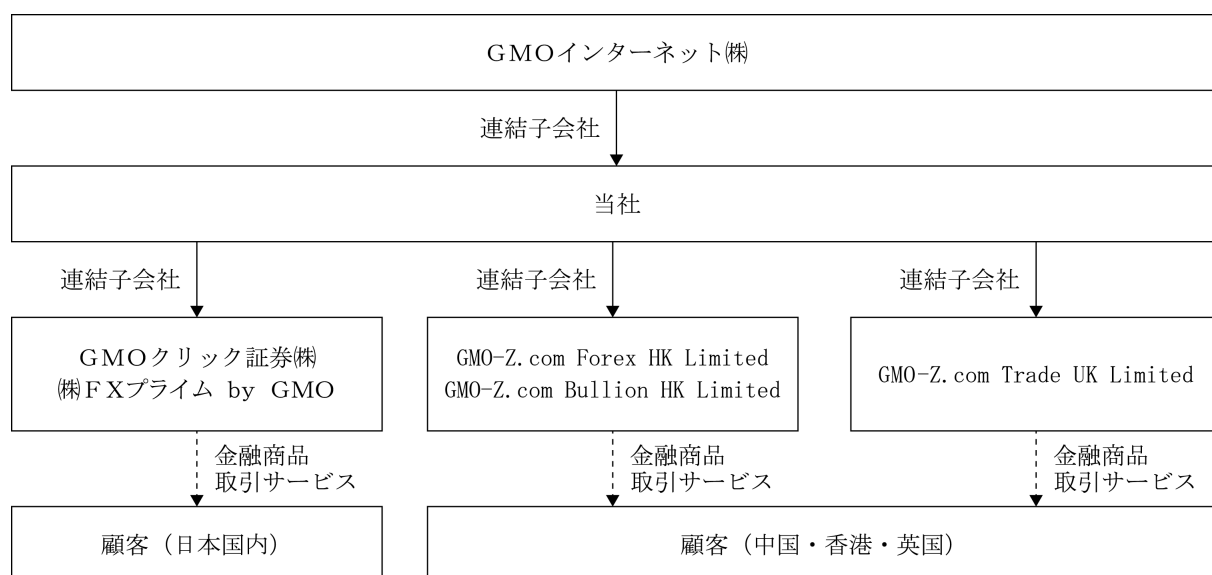 GMOインターネット㈱
連結子会社
当社
連結子会社
連結子会社
連結子会社
GMOクリック証券㈱
㈱FXプライム by GMO
GMO-Z.com Forex HK Limited
GMO-Z.com Bullion HK Limited
GMO-Z.com Trade UK Limited
金融商品
取引サービス
金融商品
取引サービス
金融商品
取引サービス
顧客（日本国内）
顧客（中国・香港・英国）